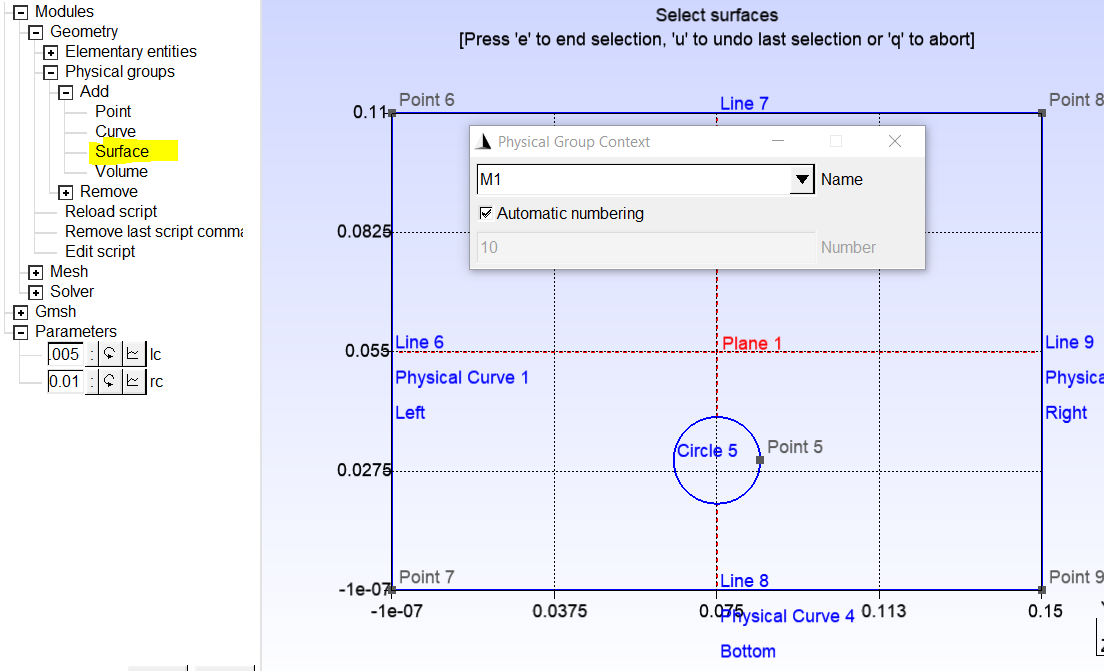 Modules
Geometry
Elementary entities
Physical groups
Add
Point
Curve
Surface
Volume
Remove
Reload script
Remove last script comma
Edit script
Mesh
Solver
Gmsh
Parameters
.005 : lc
0.01 : rc
Select surfaces
[Press 'e' to end selection, 'u' to undo last selection or 'q' to abort]
Point 6
Line 7
Point 8
0.11
Physical Group Context
M1 Name
Automatic numbering
10 Number
0.0825
0.055
Line 6
Plane 1
Line 9
Physical Curve 1
Physica
Left
Right
Circle 5
Point 5
0.0275
Point 7
Line 8
Point 9
-1e-07
-1e-07
0.0375
0.075
0.113
0.15
Physical Curve 4
Bottom